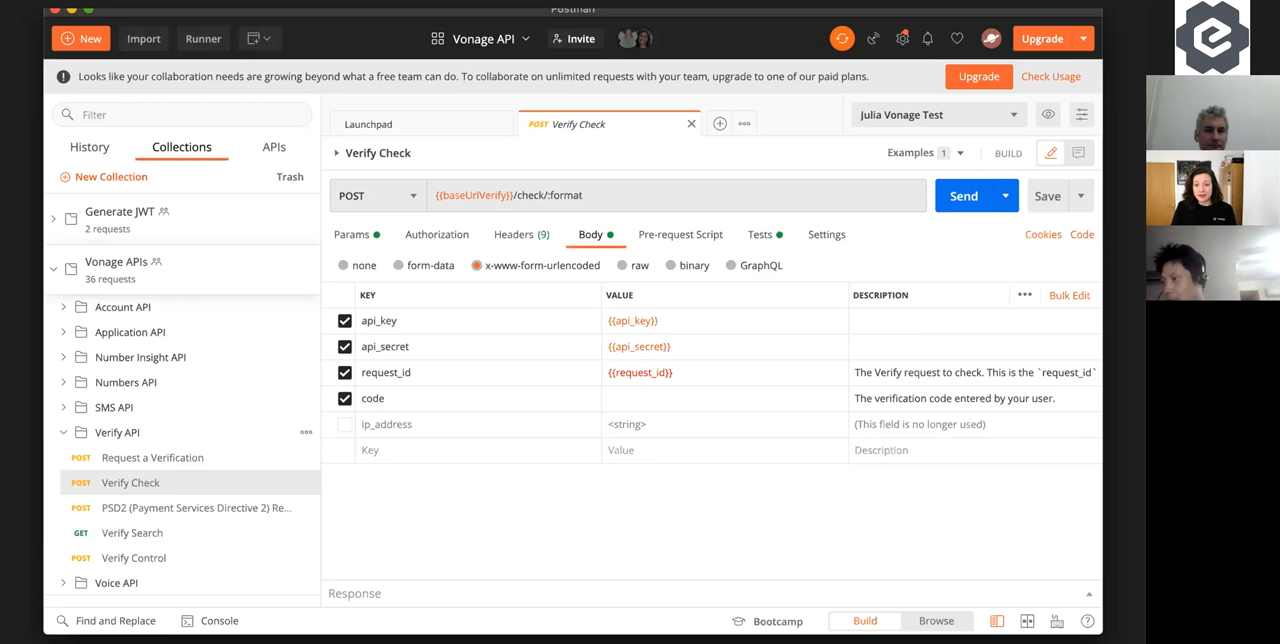 Postman
New
Import
Runner
Vonage API
Invite
Upgrade
Looks like your collaboration needs are growing beyond what a free team can do. To collaborate on unlimited requests with your team, upgrade to one of our paid plans.
Upgrade
Check Usage
Filter
Launchpad
POST Verify Check
Julia Vonage Test
History
Collections
APIs
Verify Check
Examples 1
BUILD
New Collection
Trash
POST
{{baseUrlVerify}}/check/:format
Send
Save
Generate JWT
2 requests
Params
Authorization
Headers (9)
Body
Pre-request Script
Tests
Settings
Cookies
Code
Vonage APIs
36 requests
none
form-data
x-www-form-urlencoded
raw
binary
GraphQL
KEY
VALUE
DESCRIPTION
Bulk Edit
Account API
Application API
Number Insight API
Numbers API
SMS API
Verify API
api_key
{{api_key}}
api_secret
{{api_secret}}
request_id
{{request_id}}
The Verify request to check. This is the `request_id`
code
The verification code entered by your user.
ip_address
<string>
(This field is no longer used)
Key
Value
Description
POST Request a Verification
POST Verify Check
POST PSD2 (Payment Services Directive 2) Re...
GET Verify Search
POST Verify Control
Voice API
Response
Find and Replace
Console
Bootcamp
Build
Browse